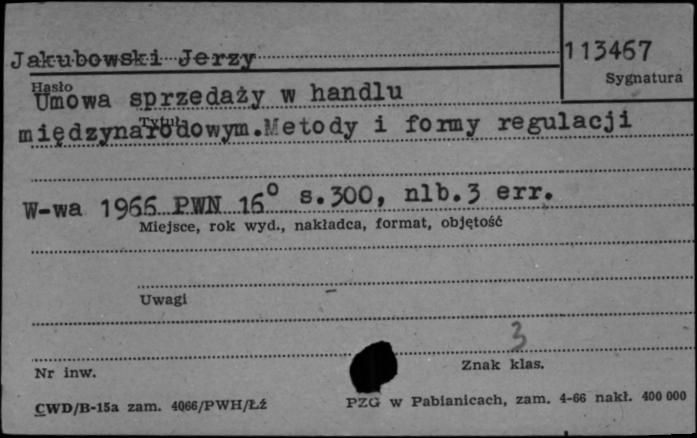 Jakubowski Jerzy
113467
Hasło
Sygnatura
Umowa sprzedaży w handlu
Tytuł
międzynarodowym.Metody i formy regulacji
W-wa 1966 PWN 16° s.300, nlb.3 err.
Miejsce, rok wyd., nakładca, format, objętość
Uwagi
3
Nr inw.
Znak klas.
CWD/B-15a zam. 4066/PWH/Łż
PZG w Pabianicach, zam. 4-66 nakł. 400 000